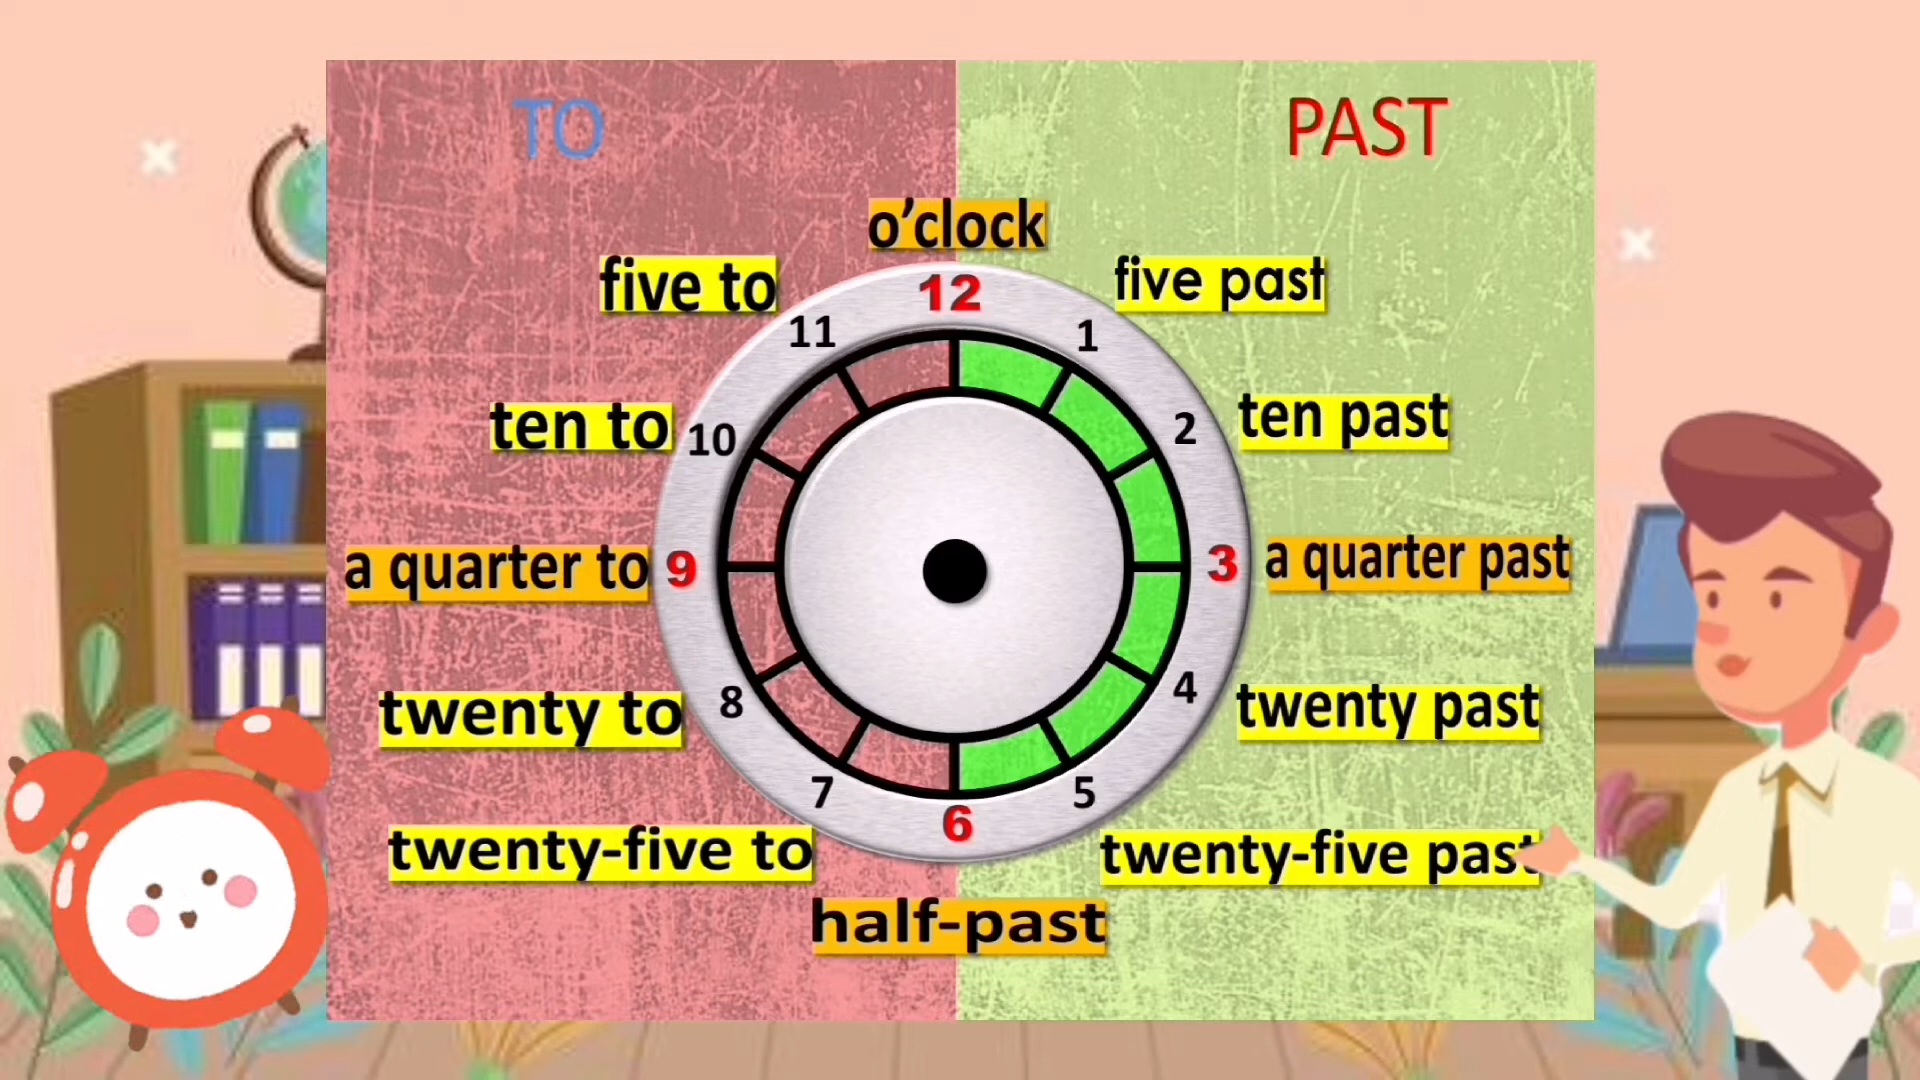 TO
PAST
o’clock
five to
12
five past
11
1
ten to
10
2
ten past
a quarter to
9
3
a quarter past
twenty to
8
4
twenty past
7
5
6
twenty-five to
twenty-five past
half-past